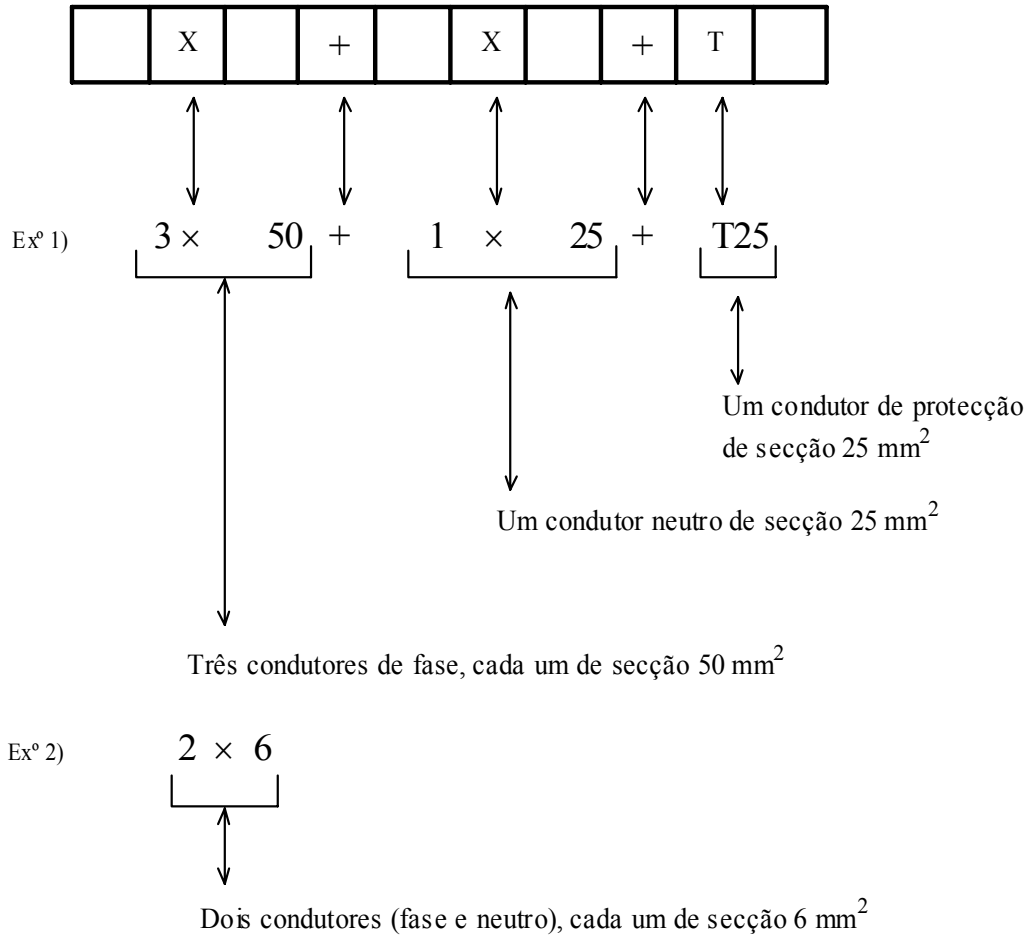 X + X + T
Exº 1) 3 × 50 + 1 × 25 + T25
Um condutor de protecção
de secção 25 mm²
Um condutor neutro de secção 25 mm²
Três condutores de fase, cada um de secção 50 mm²
Exº 2) 2 × 6
Dois condutores (fase e neutro), cada um de secção 6 mm²